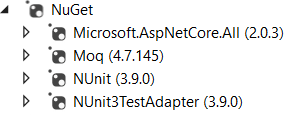 NuGet
Microsoft.AspNetCore.All (2.0.3)
Moq (4.7.145)
NUnit (3.9.0)
NUnit3TestAdapter (3.9.0)